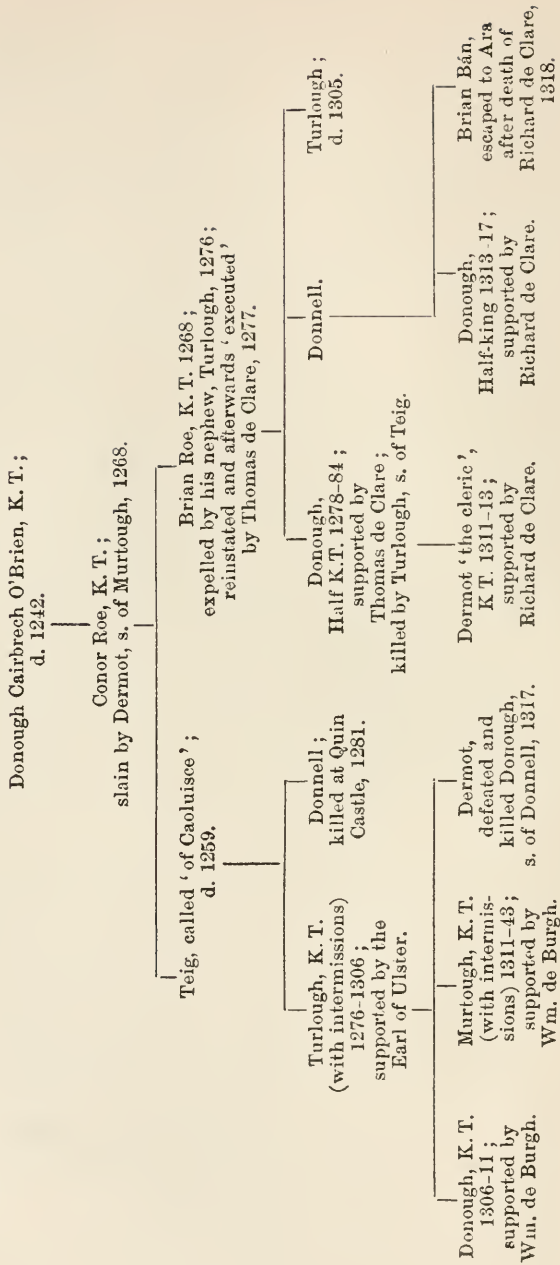 Donough Cairbrech O'Brien, K. T.;
d. 1242.
Conor Roe, K. T.;
slain by Dermot, s. of Murtough, 1268.
Teig, called ‘of Caoluisce’;
d. 1259.
Brian Roe, K. T. 1268;
expelled by his nephew, Turlough, 1276;
reinstated and afterwards ‘executed’
by Thomas de Clare, 1277.
Turlough, K. T.
(with intermissions)
1276-1306;
supported by the
Earl of Ulster.
Donnell;
killed at Quin
Castle, 1281.
Donough,
Half K.T. 1278-84;
supported by
Thomas de Clare;
killed by Turlough, s. of Teig.
Donnell.
Turlough;
d. 1305.
Donough, K. T.
1306-11;
supported by
Wm. de Burgh.
Murtough, K. T.
(with intermis-
sions) 1311-43;
supported by
Wm. de Burgh.
Dermot,
defeated and
killed Donough,
s. of Donnell, 1317.
Dermot ‘the cleric’,
K.T. 1311-13;
supported by
Richard de Clare.
Donough,
Half-king 1313-17;
supported by
Richard de Clare.
Brian Bán,
escaped to Ara
after death of
Richard de Clare,
1318.